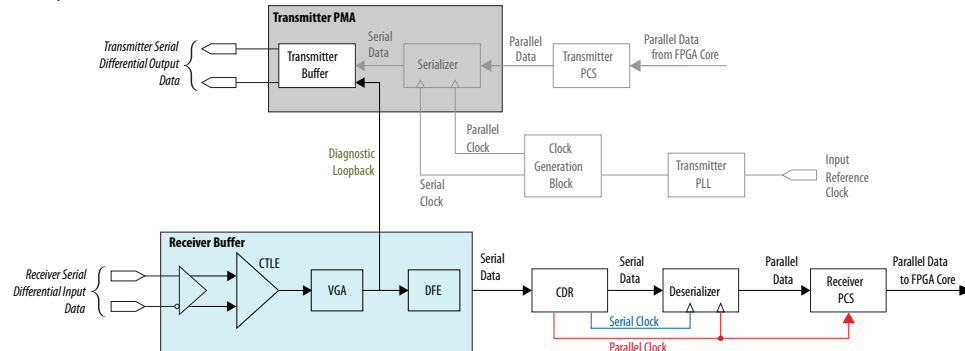 Transmitter PMA
Transmitter Serial
Differential Output
Data
Transmitter
Buffer
Serial
Data
Serializer
Parallel
Data
Transmitter
PCS
Parallel Data
from FPGA Core
Diagnostic
Loopback
Parallel
Clock
Serial
Clock
Clock
Generation
Block
Transmitter
PLL
Input
Reference
Clock
Receiver Buffer
Receiver Serial
Differential Input
Data
CTLE
VGA
DFE
Serial
Data
CDR
Serial
Data
Deserializer
Parallel
Data
Receiver
PCS
Parallel Data
to FPGA Core
Serial Clock
Parallel Clock